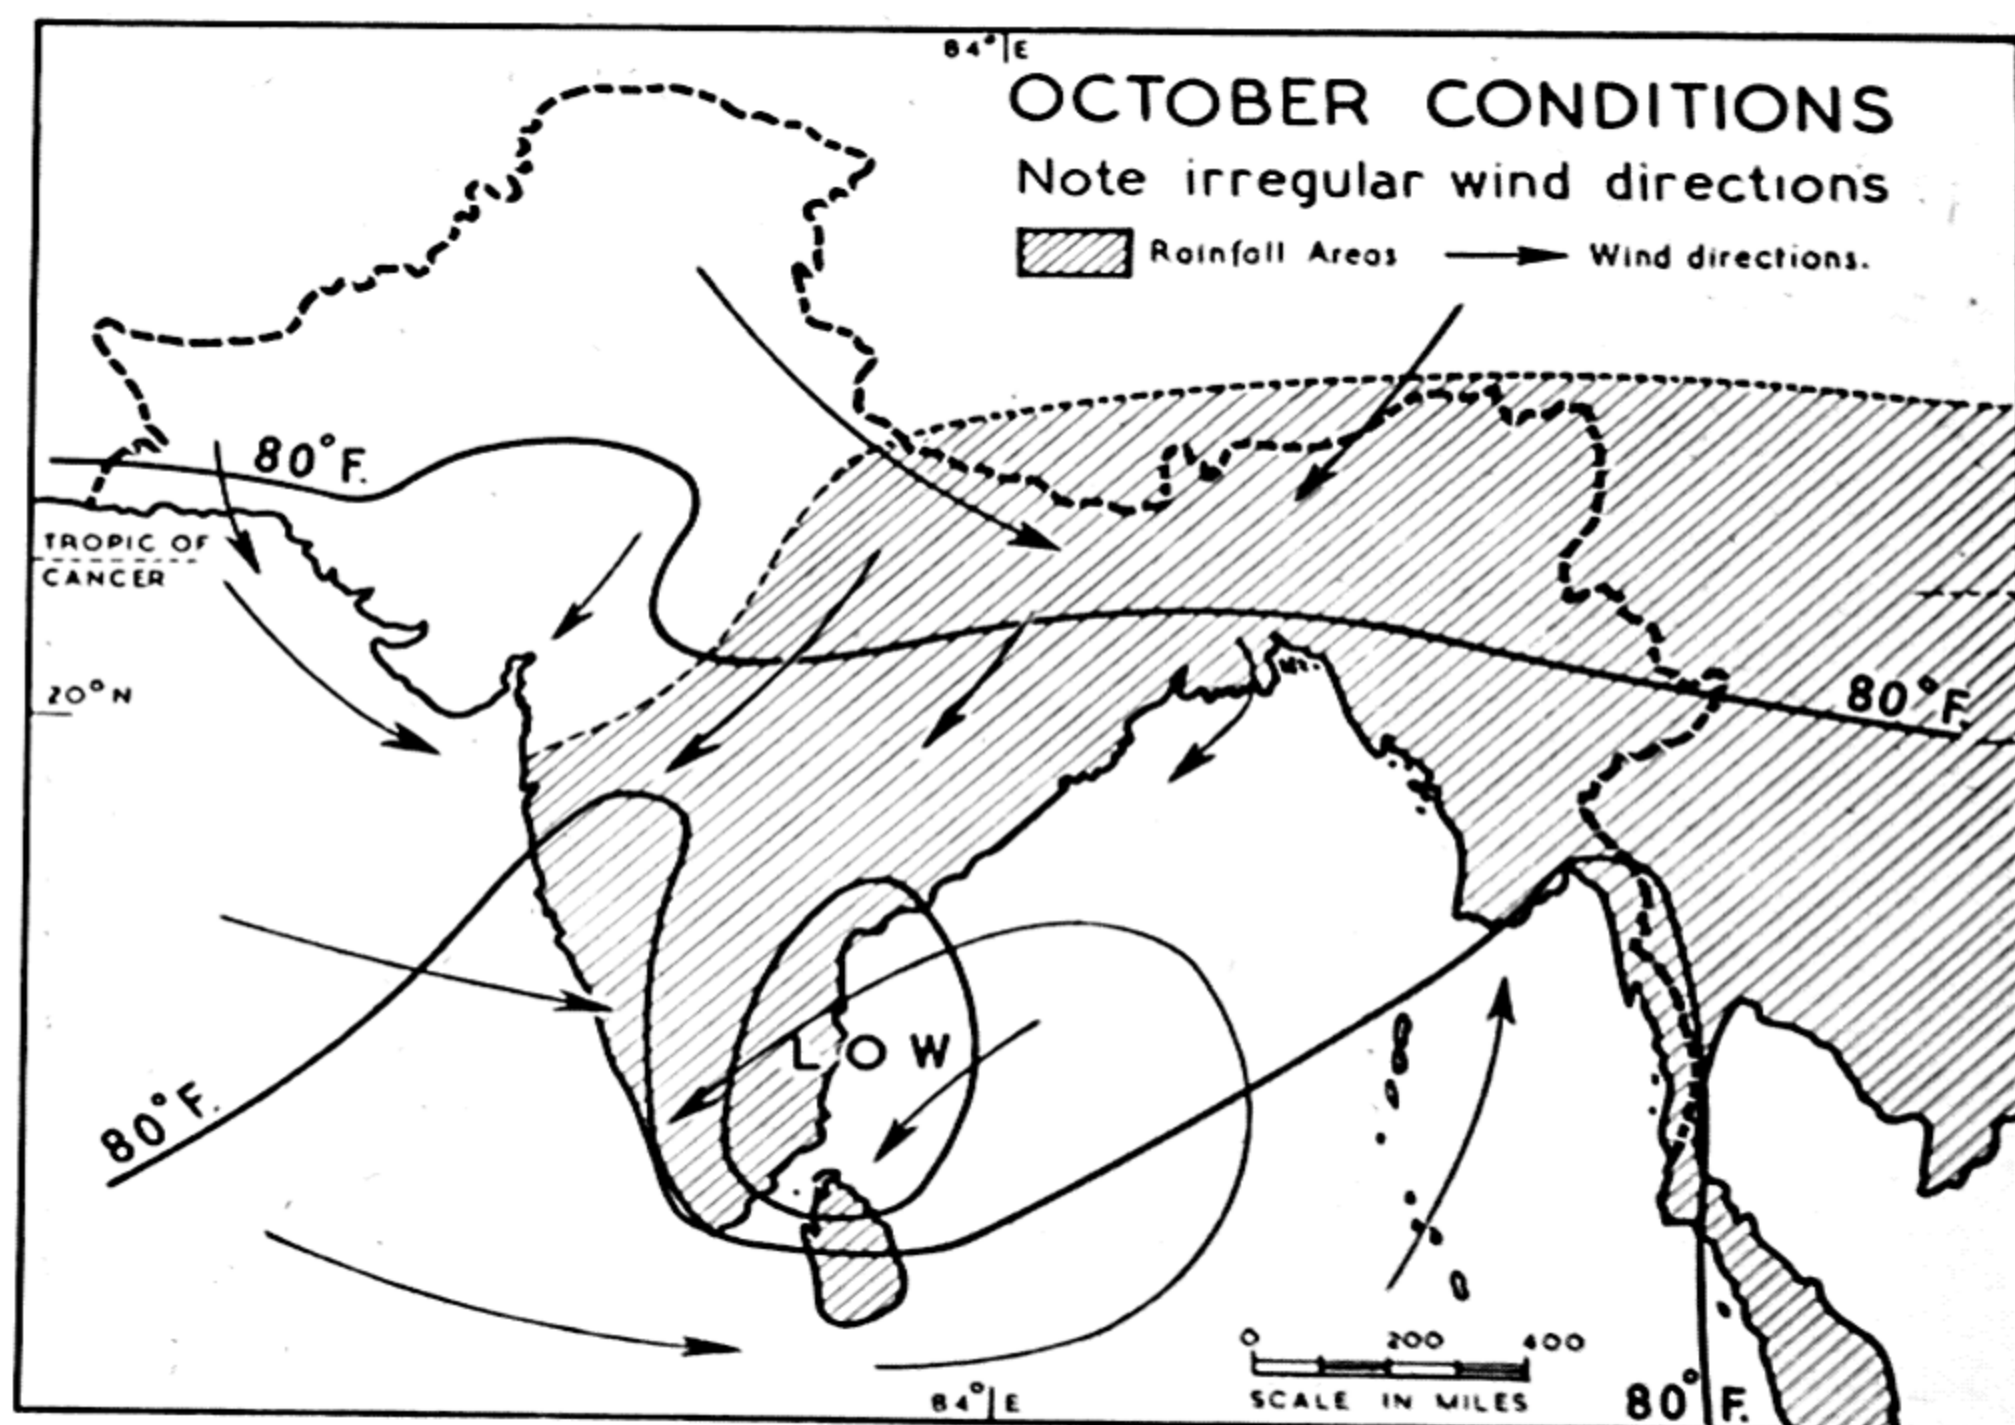 84° E
OCTOBER CONDITIONS
Note irregular wind directions
Rainfall Areas
Wind directions.
80°F.
TROPIC OF
CANCER
20°N
80°F.
LOW
80°F.
0 200 400
SCALE IN MILES
84° E
80°F.